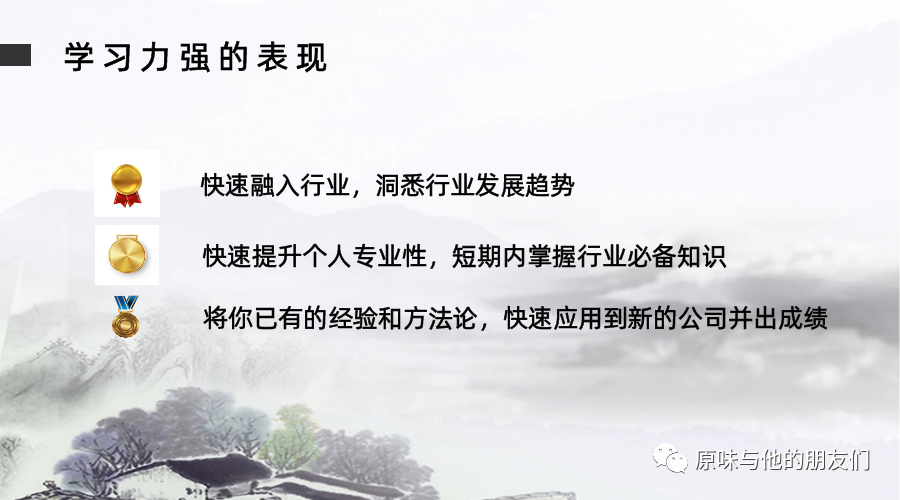 学习力强的表现
快速融入行业，洞悉行业发展趋势
快速提升个人专业性，短期内掌握行业必备知识
将你已有的经验和方法论，快速应用到新的公司并出成绩
原味与他的朋友们